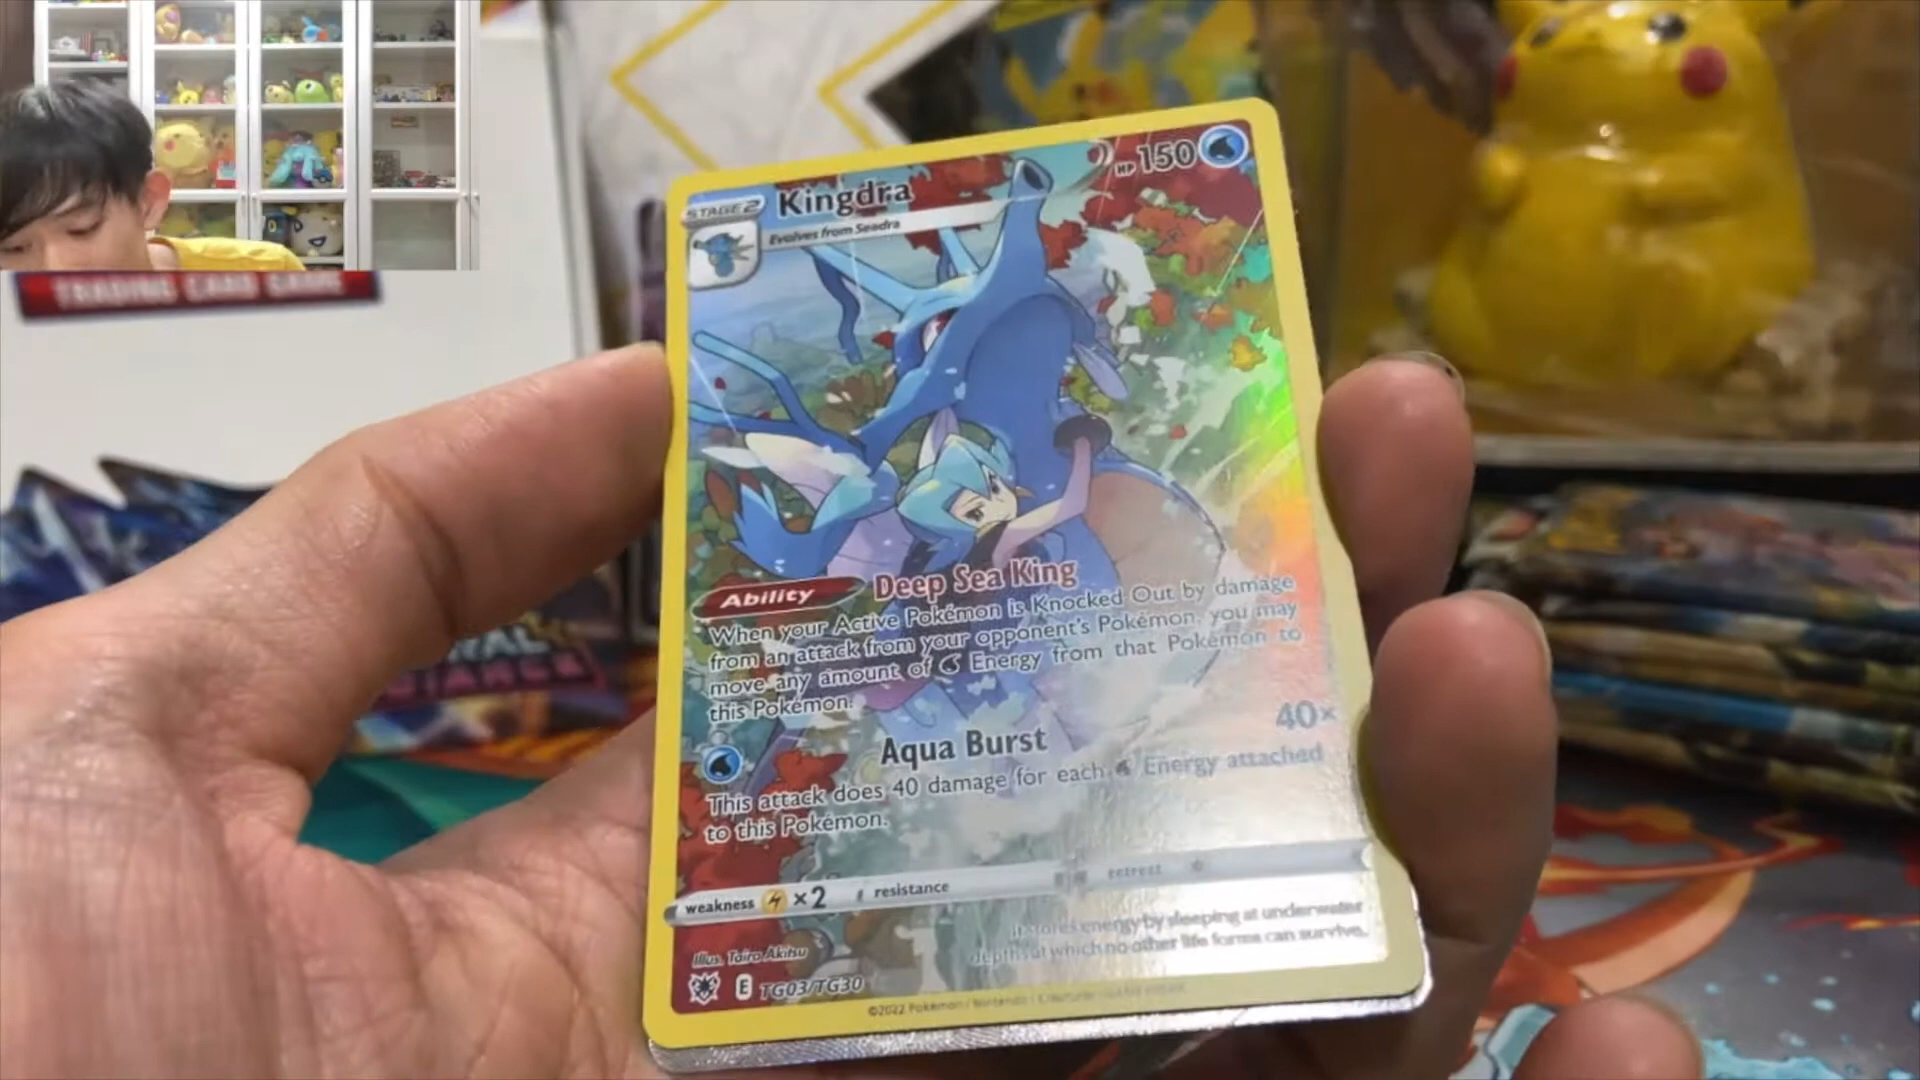 TRADING CARD GAME
STAGE2
Kingdra
HP150
Evolves from Seadra
Ability Deep Sea King
When your Active Pokémon is Knocked Out by damage
from an attack from your opponent's Pokémon, you may
move any amount of Energy from that Pokémon to
this Pokémon.
Aqua Burst 40×
This attack does 40 damage for each Energy attached
to this Pokémon.
weakness ×2 resistance retreat
It stores energy by sleeping at underwater
depths at which no other life forms can survive.
Illus. Taira Akitsu
E TG03/TG30
©2022 Pokémon / Nintendo / Creatures